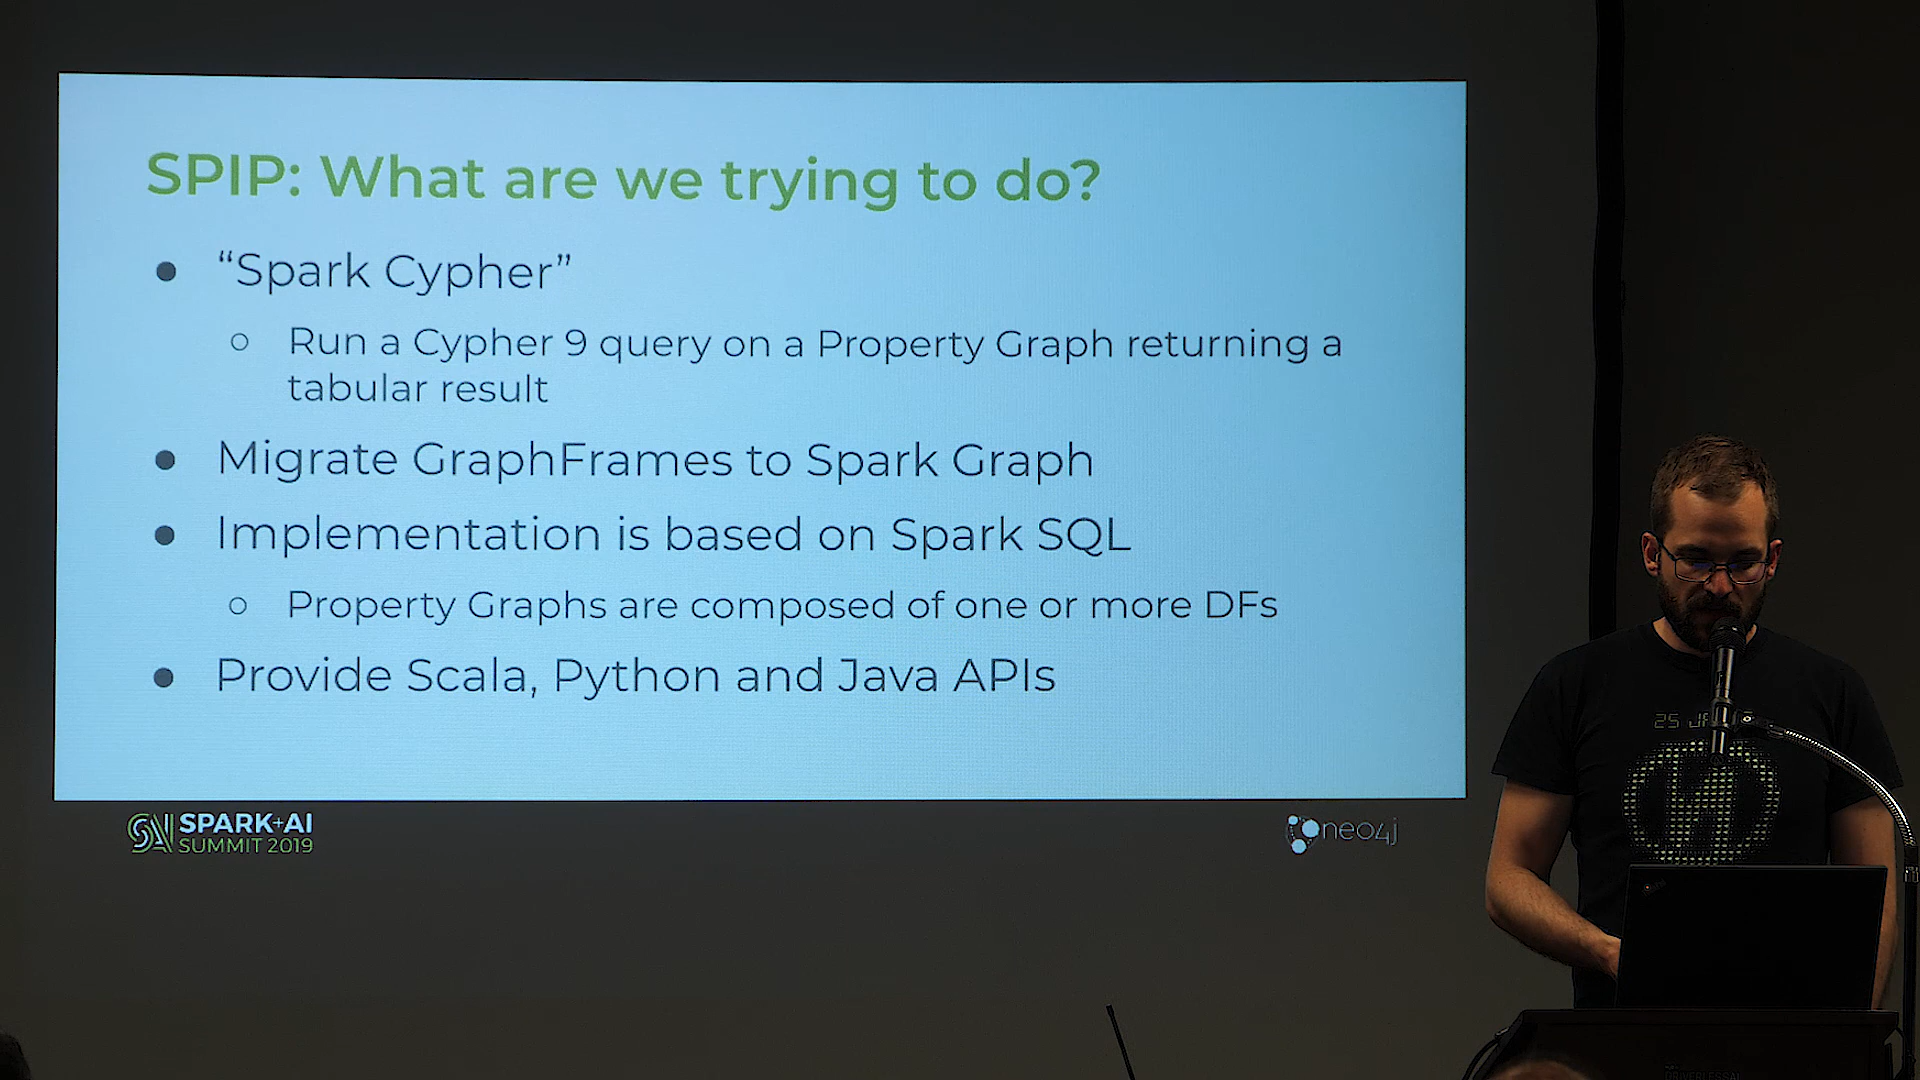 SPIP: What are we trying to do?
● “Spark Cypher”
○ Run a Cypher 9 query on a Property Graph returning a
tabular result
● Migrate GraphFrames to Spark Graph
● Implementation is based on Spark SQL
○ Property Graphs are composed of one or more DFs
● Provide Scala, Python and Java APIs
SPARK+AI
SUMMIT 2019
neo4j
25